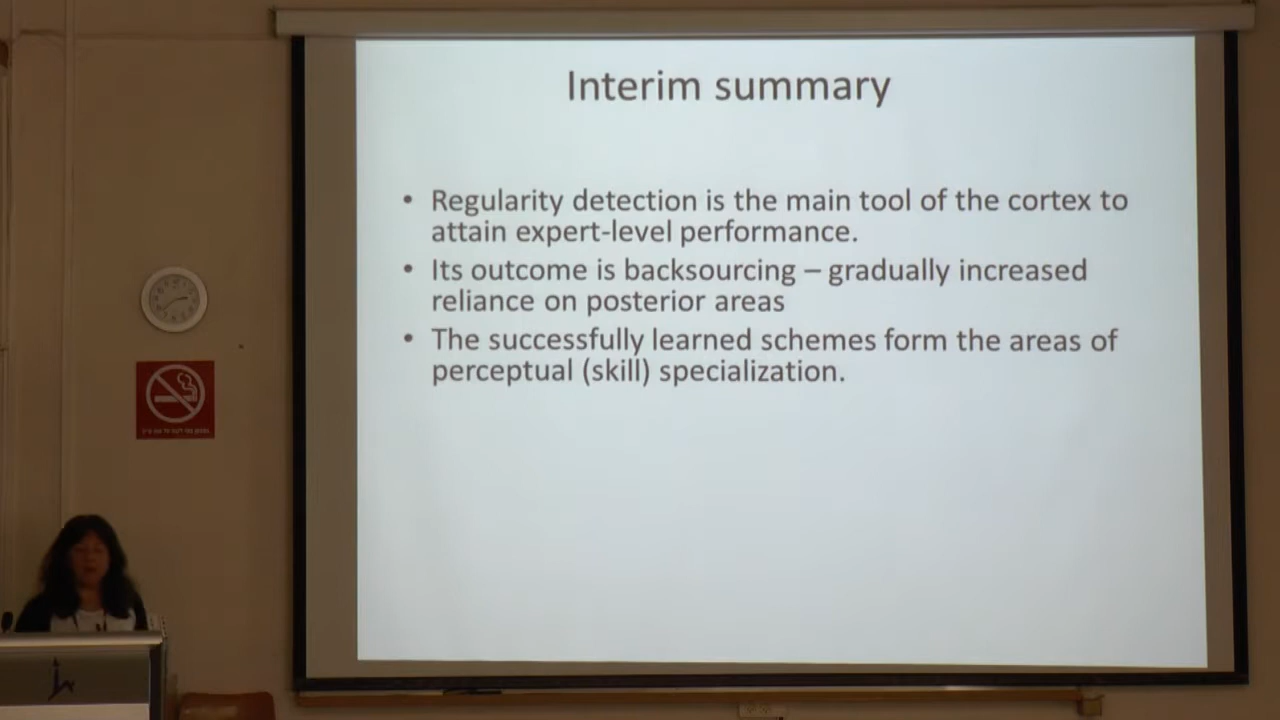 Interim summary
• Regularity detection is the main tool of the cortex to
attain expert-level performance.
• Its outcome is backsourcing – gradually increased
reliance on posterior areas
• The successfully learned schemes form the areas of
perceptual (skill) specialization.